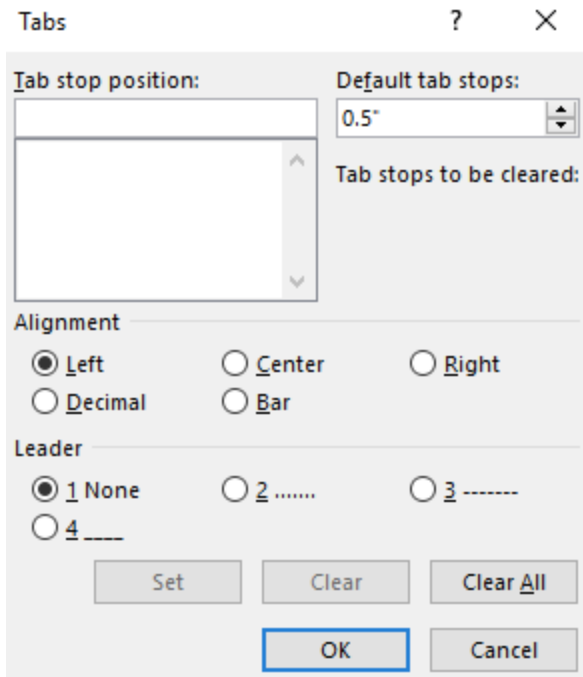 Tabs ?
Tab stop position: Default tab stops:
0.5"
Tab stops to be cleared:
Alignment
Left Center Right
Decimal Bar
Leader
1 None 2 ....... 3 -------
4 ____
Set Clear Clear All
OK Cancel